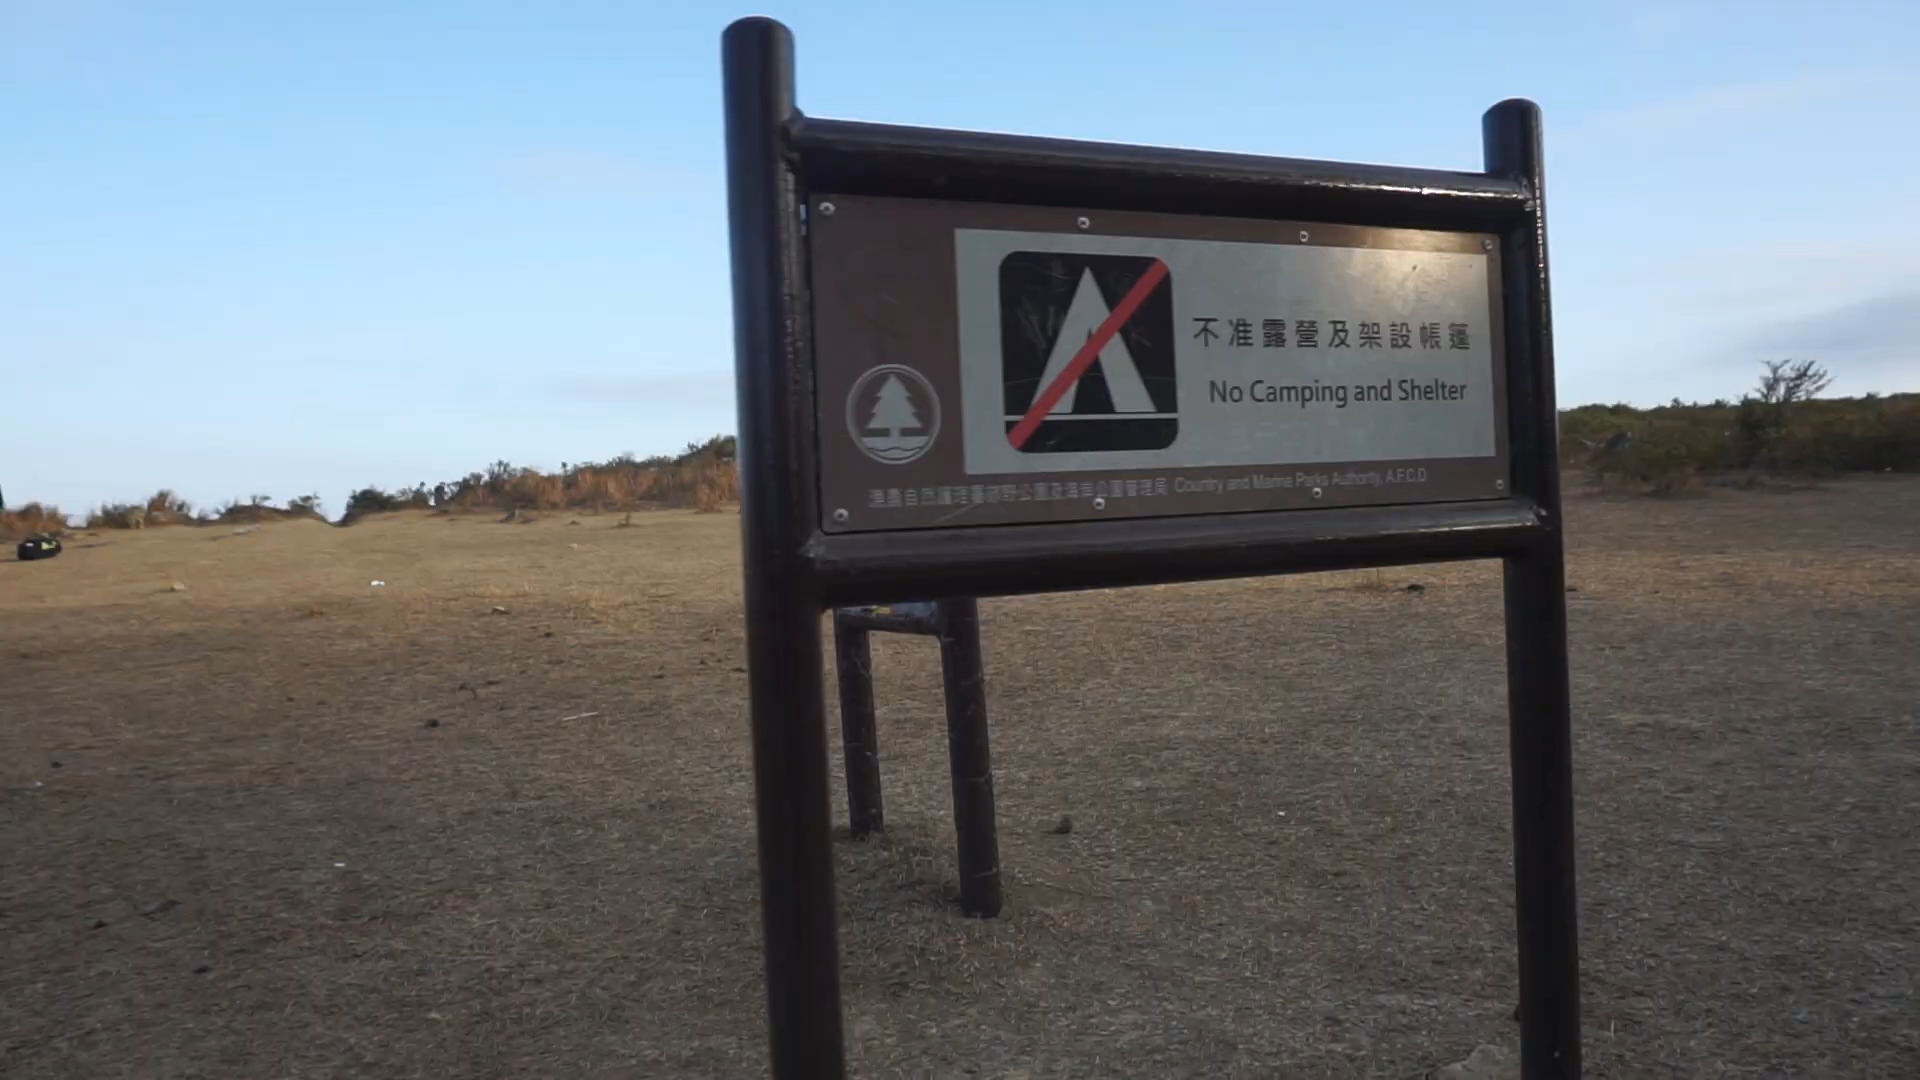 不准露營及架設帳篷
No Camping and Shelter
漁農自然護理署郊野公園及海岸公園管理局 Country and Marine Parks Authority, A.F.C.D.